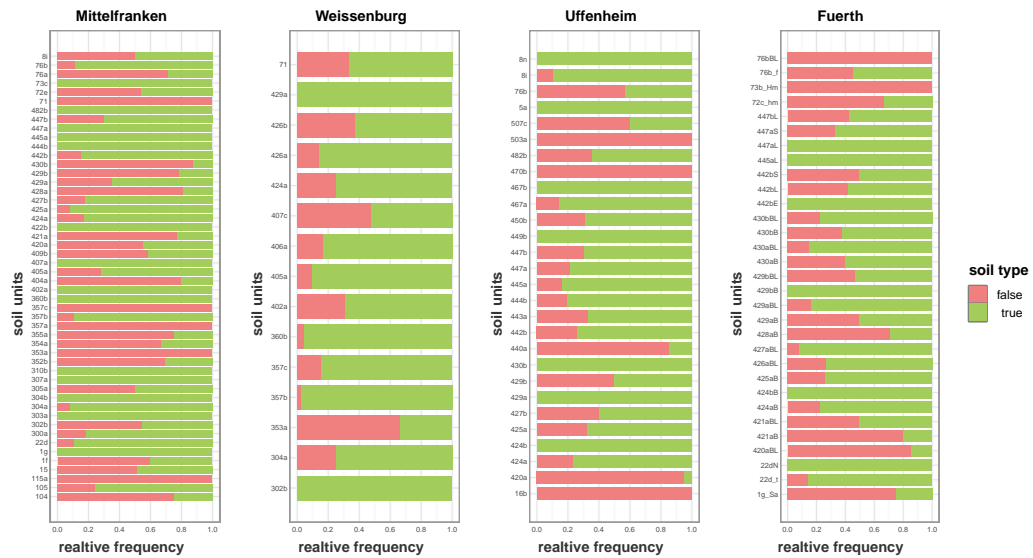 Mittelfranken
8i
76b
76a
73c
72e
71
482b
447b
447a
445a
444b
442b
430b
429b
429a
428a
427b
425a
424a
422b
421a
420a
409b
407a
405a
404a
402a
360b
357c
357b
357a
355a
354a
353a
352b
310b
307a
305a
304b
304a
303a
302b
300a
22d
1g
1f
15
115a
105
104
soil units
0.0 0.2 0.4 0.6 0.8 1.0
realtive frequency
Weissenburg
71
429a
426b
426a
424a
407c
406a
405a
402a
360b
357c
357b
353a
304a
302b
soil units
0.0 0.2 0.4 0.6 0.8 1.0
realtive frequency
Uffenheim
8n
8i
76b
5a
507c
503a
482b
470b
467b
467a
450b
449b
447b
447a
445a
444b
443a
442b
440a
430b
429b
429a
427b
425a
424b
424a
420a
16b
soil units
0.0 0.2 0.4 0.6 0.8 1.0
realtive frequency
Fuerth
76bBL
76b_f
73b_Hm
72c_hm
447bL
447aS
447aL
445aL
442bS
442bL
442bE
430bBL
430bB
430aBL
430aB
429bBL
429bB
429aBL
429aB
428aB
427aBL
426aBL
425aB
424bB
424aB
421aBL
421aB
420aBL
22dN
22d_t
1g_Sa
soil units
0.0 0.2 0.4 0.6 0.8 1.0
realtive frequency
soil type
false
true